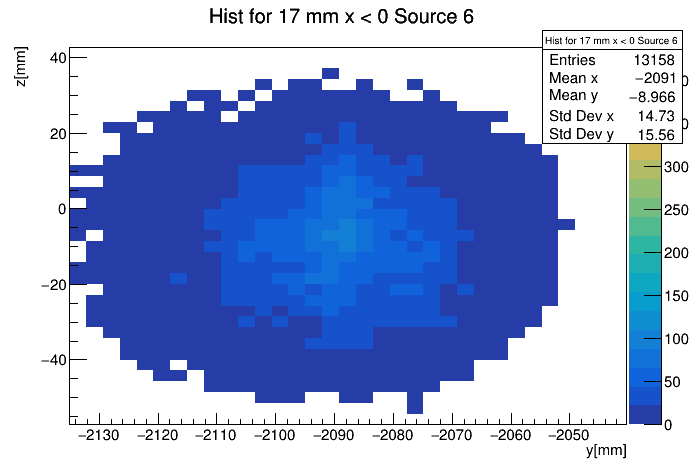 Hist for 17 mm x < 0 Source 6
Hist for 17 mm x < 0 Source 6
Entries 13158
Mean x −2091
Mean y −8.966
Std Dev x 14.73
Std Dev y 15.56
z[mm]
40
20
0
−20
−40
−2130 −2120 −2110 −2100 −2090 −2080 −2070 −2060 −2050
y[mm]
300
250
200
150
100
50
0